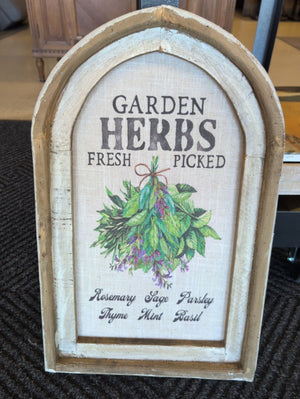 GARDEN
HERBS
FRESH PICKED
Rosemary Sage Parsley
Thyme Mint Basil